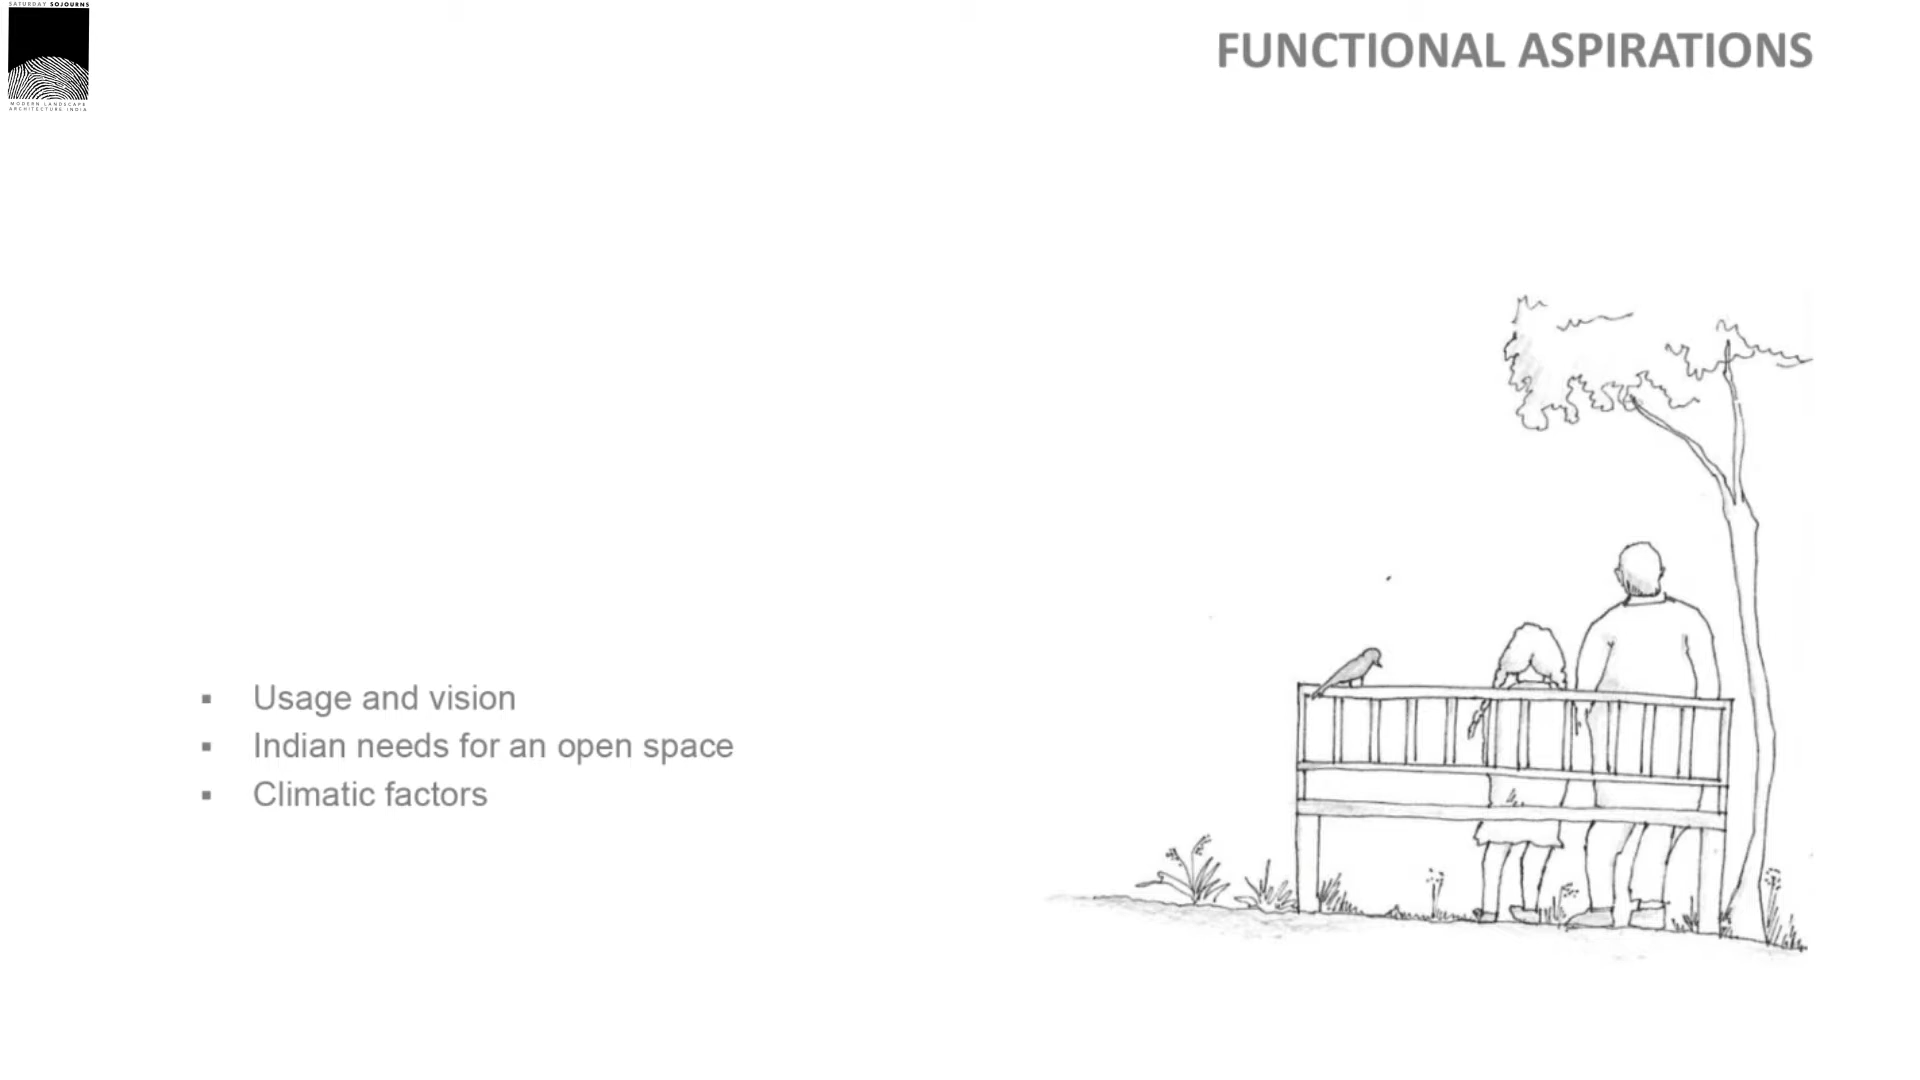 SATURDAY SOJOURNS
MODERN LANDSCAPE
ARCHITECTURE INDIA
FUNCTIONAL ASPIRATIONS
Usage and vision
Indian needs for an open space
Climatic factors